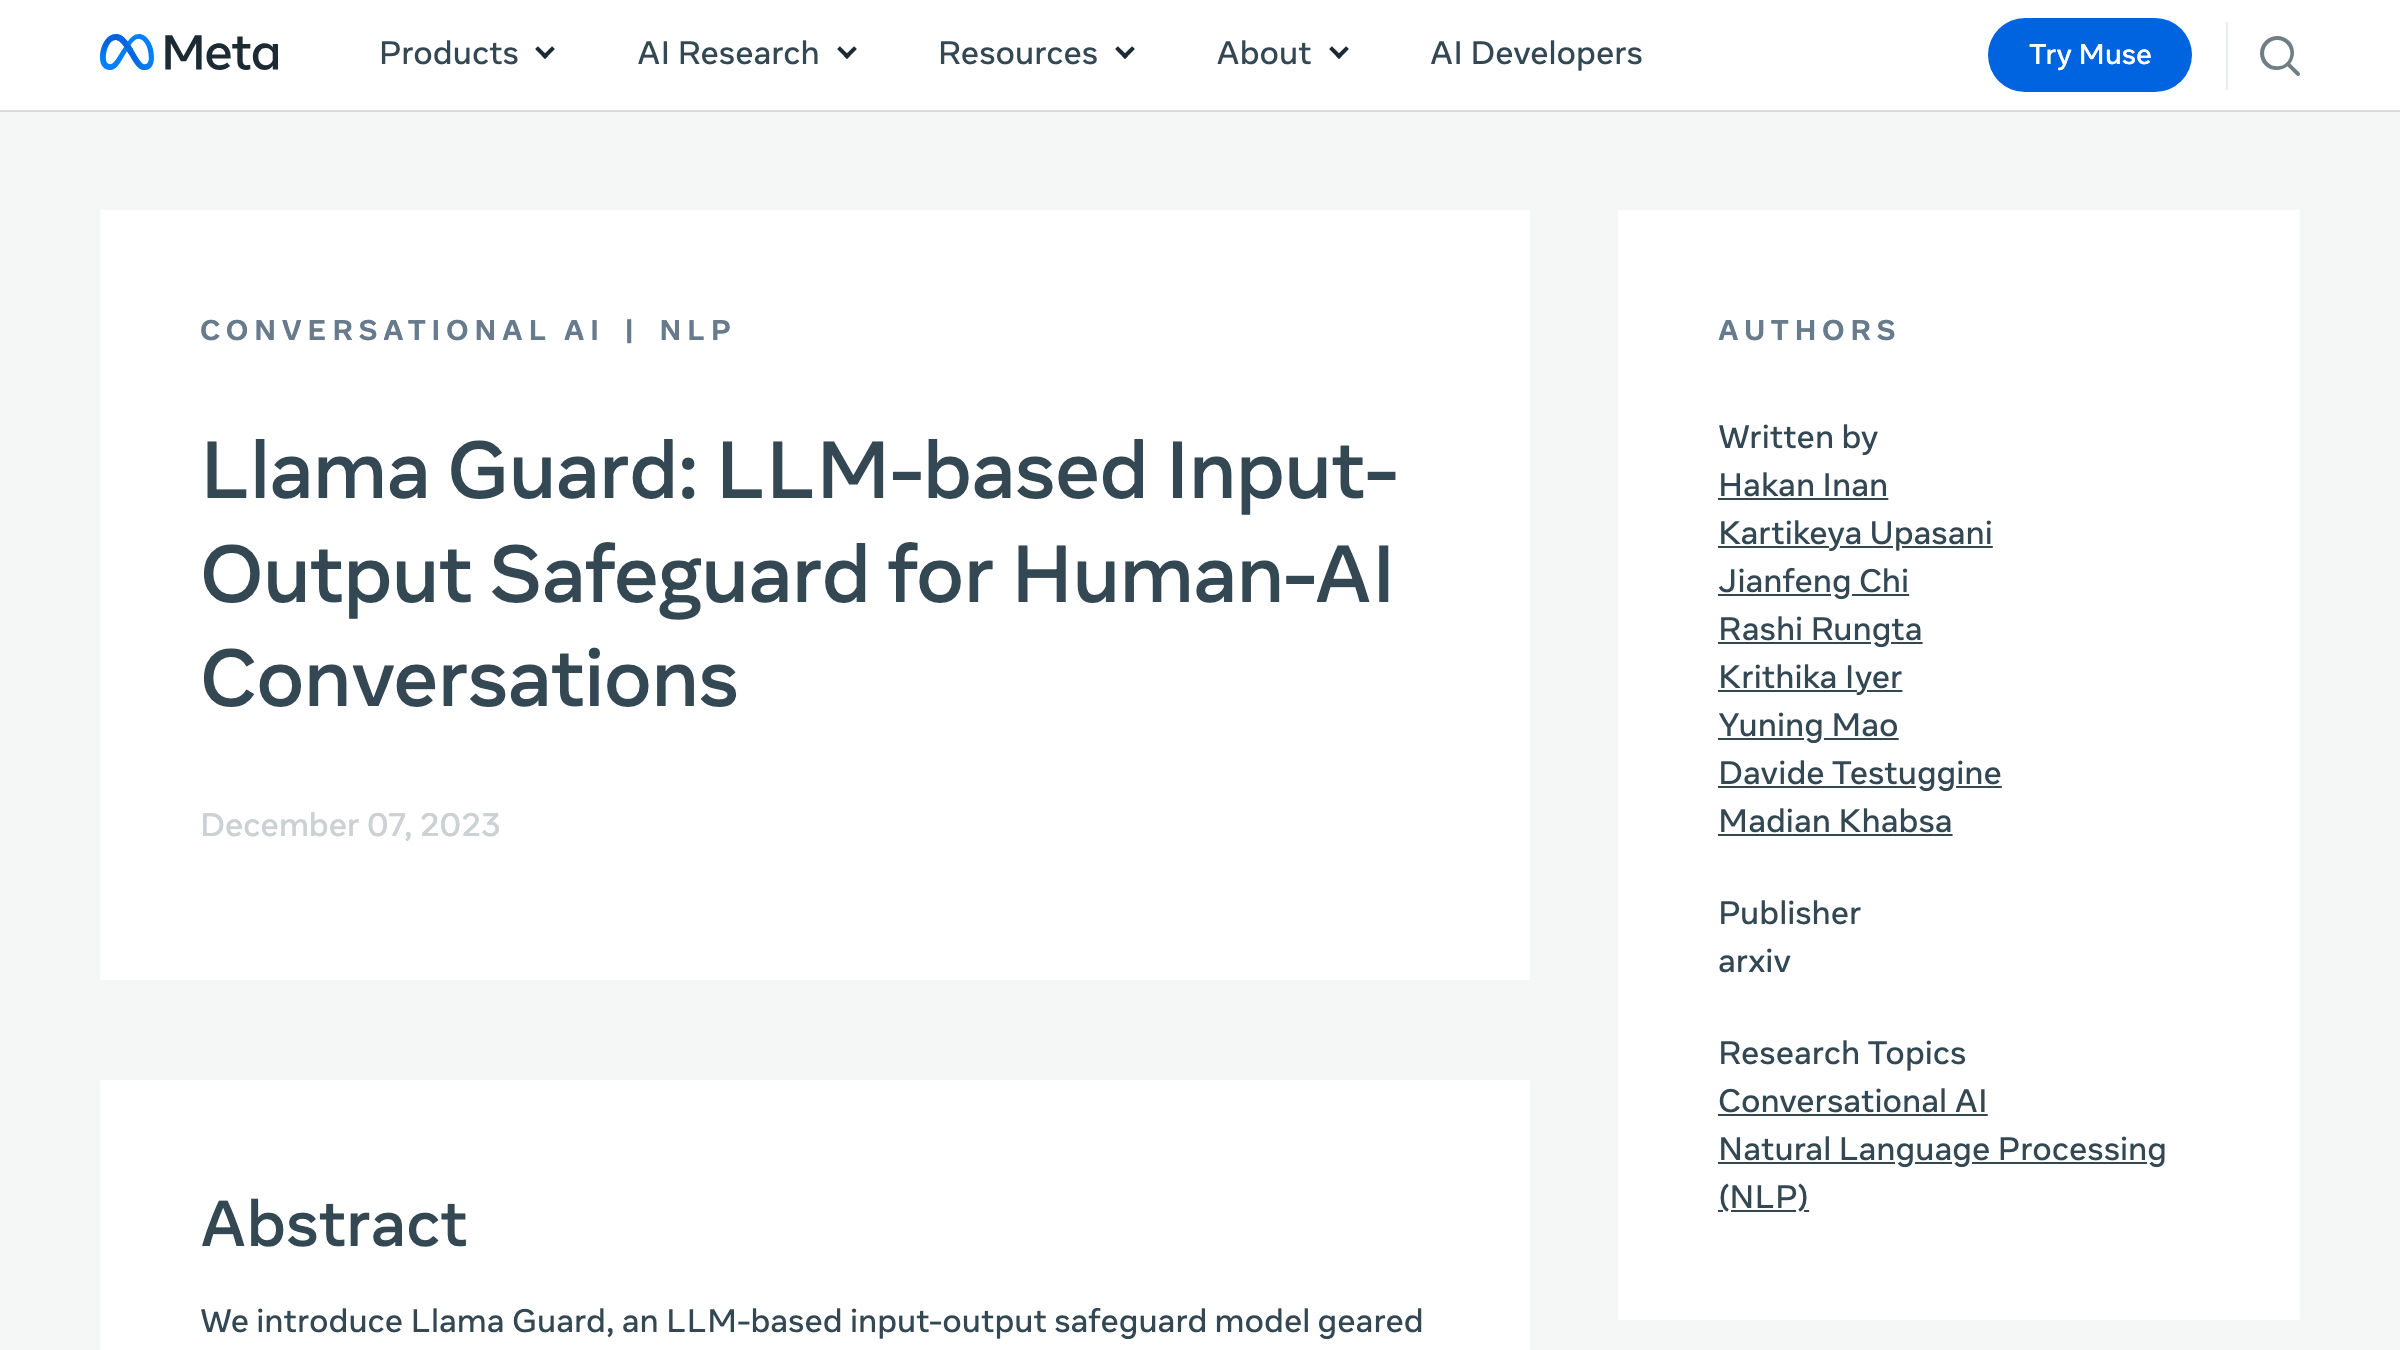 Meta
Products
AI Research
Resources
About
AI Developers
Try Muse
CONVERSATIONAL AI | NLP
Llama Guard: LLM-based Input-
Output Safeguard for Human-AI
Conversations
December 07, 2023
Abstract
We introduce Llama Guard, an LLM-based input-output safeguard model geared
AUTHORS
Written by
Hakan Inan
Kartikeya Upasani
Jianfeng Chi
Rashi Rungta
Krithika Iyer
Yuning Mao
Davide Testuggine
Madian Khabsa
Publisher
arxiv
Research Topics
Conversational AI
Natural Language Processing
(NLP)